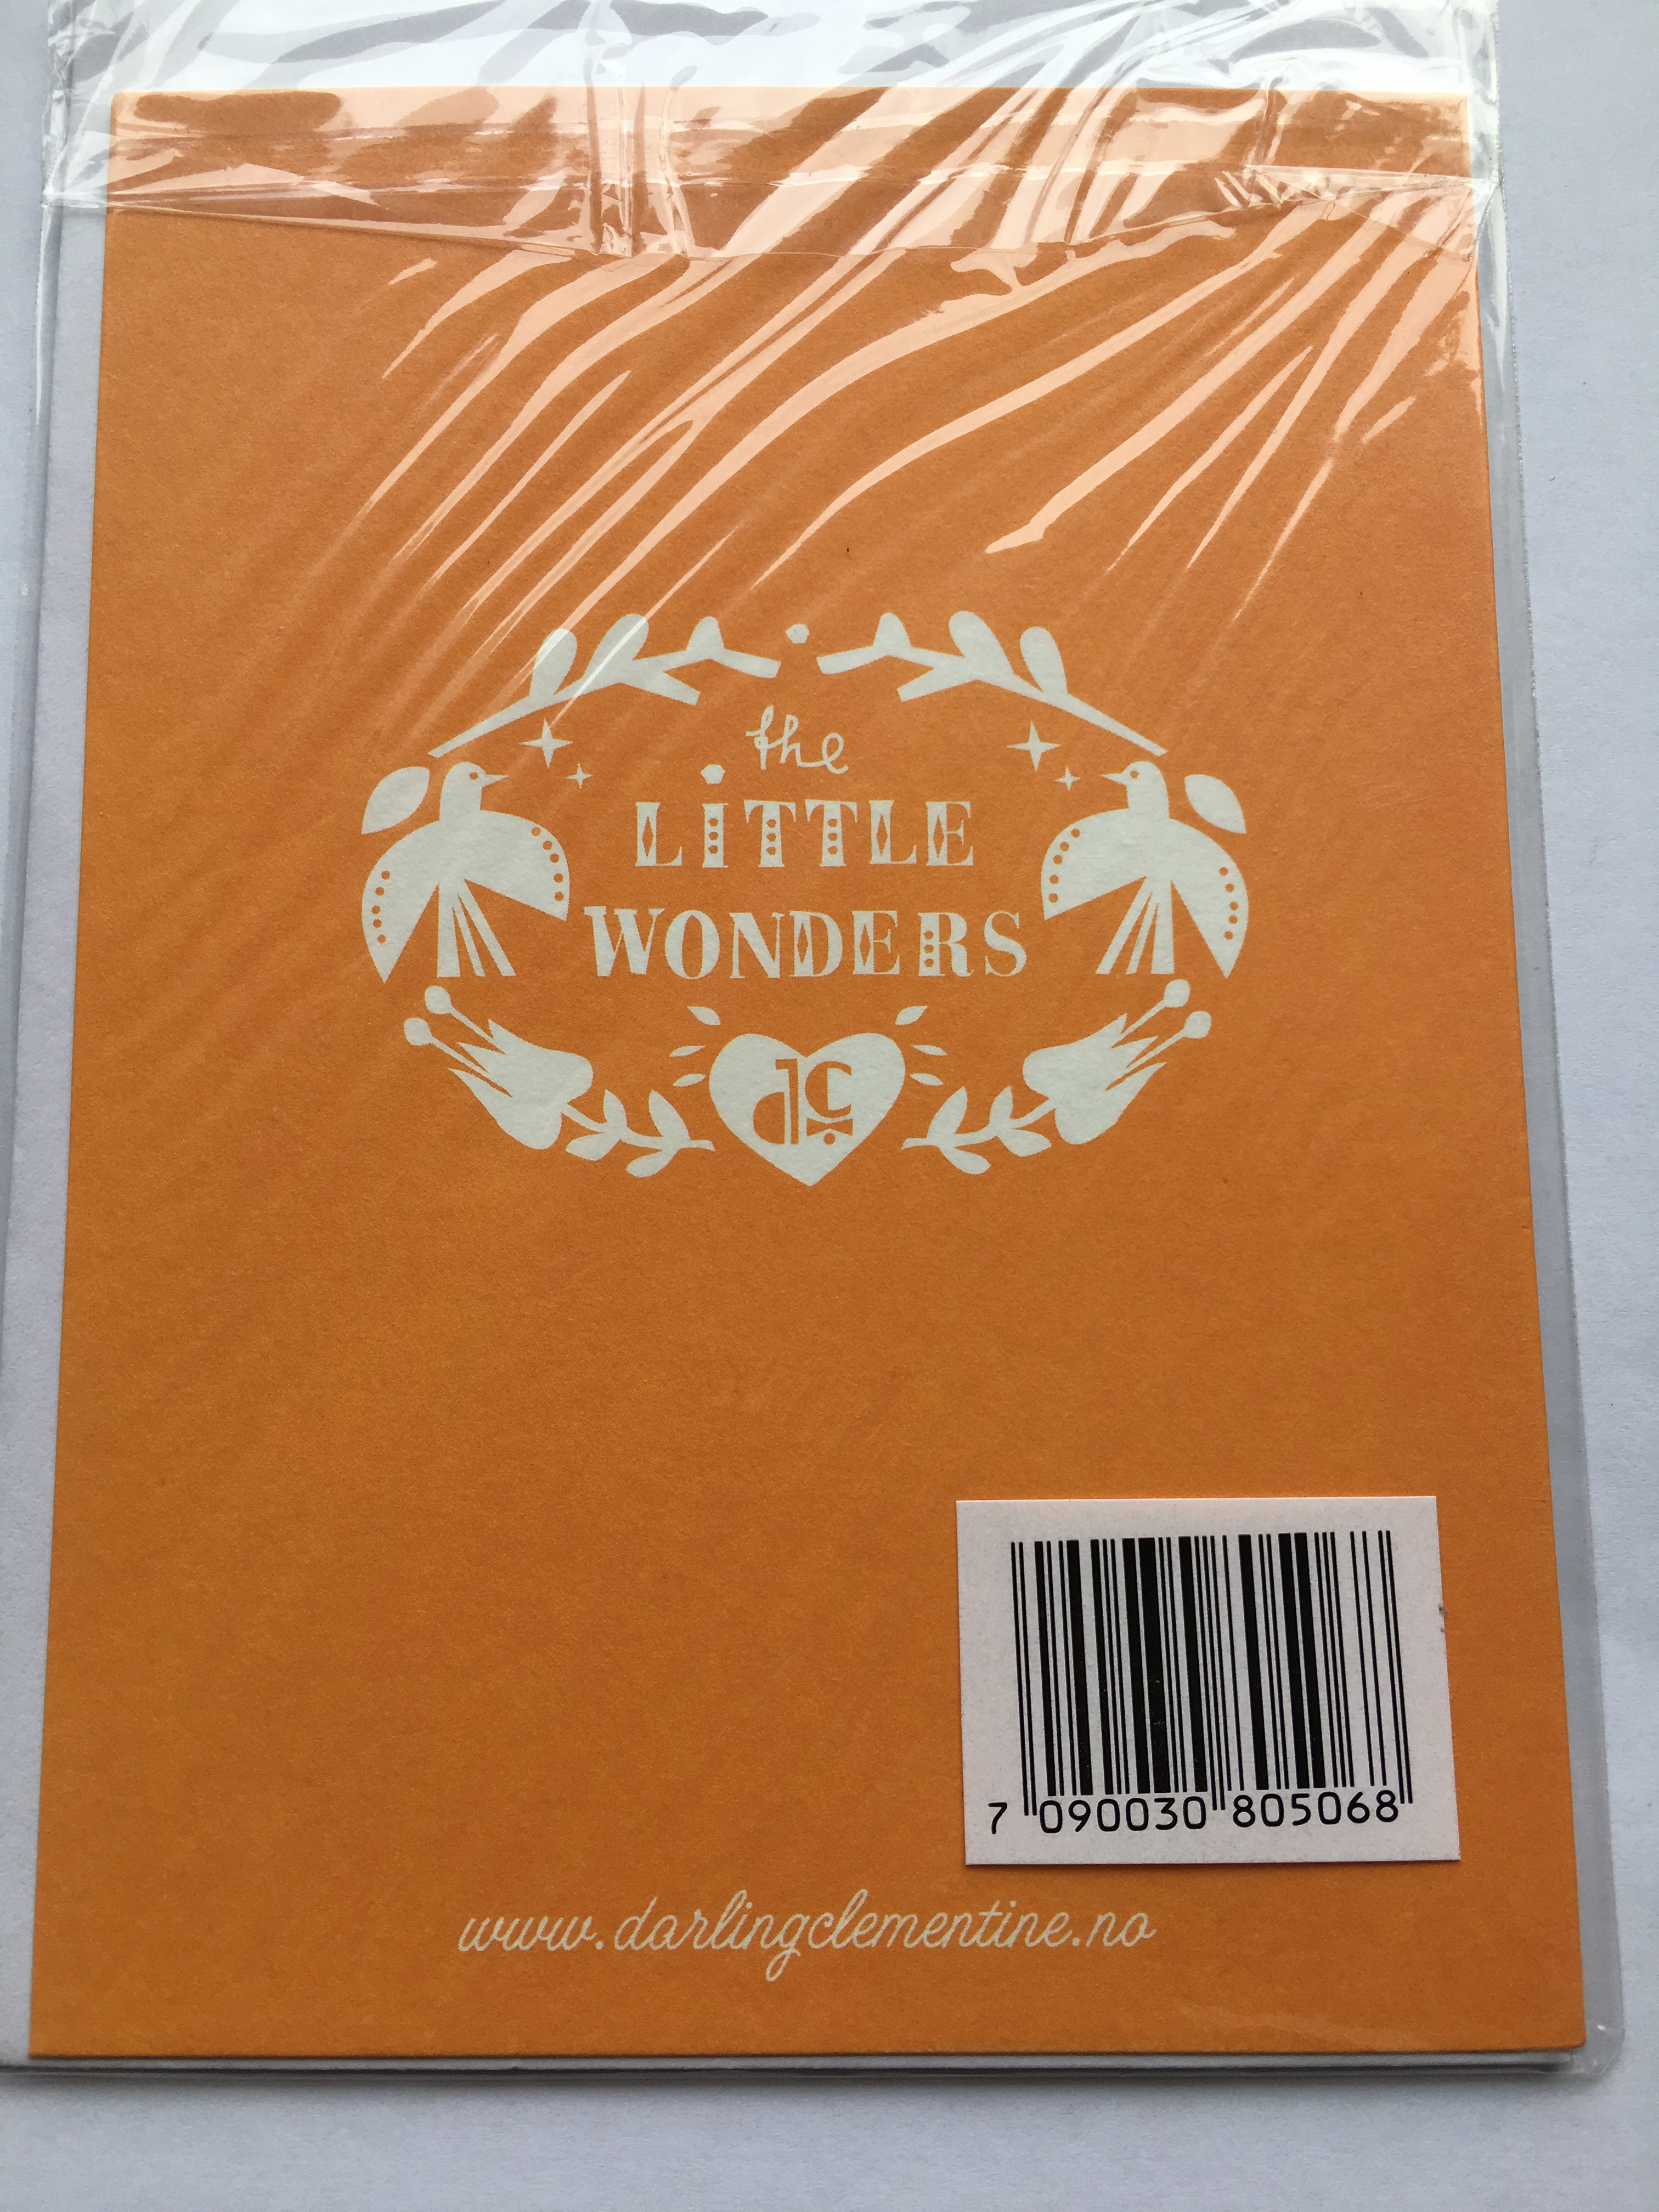 the
LiTTLE
WONDERS
dc
7 090030 805068
www.darlingclementine.no